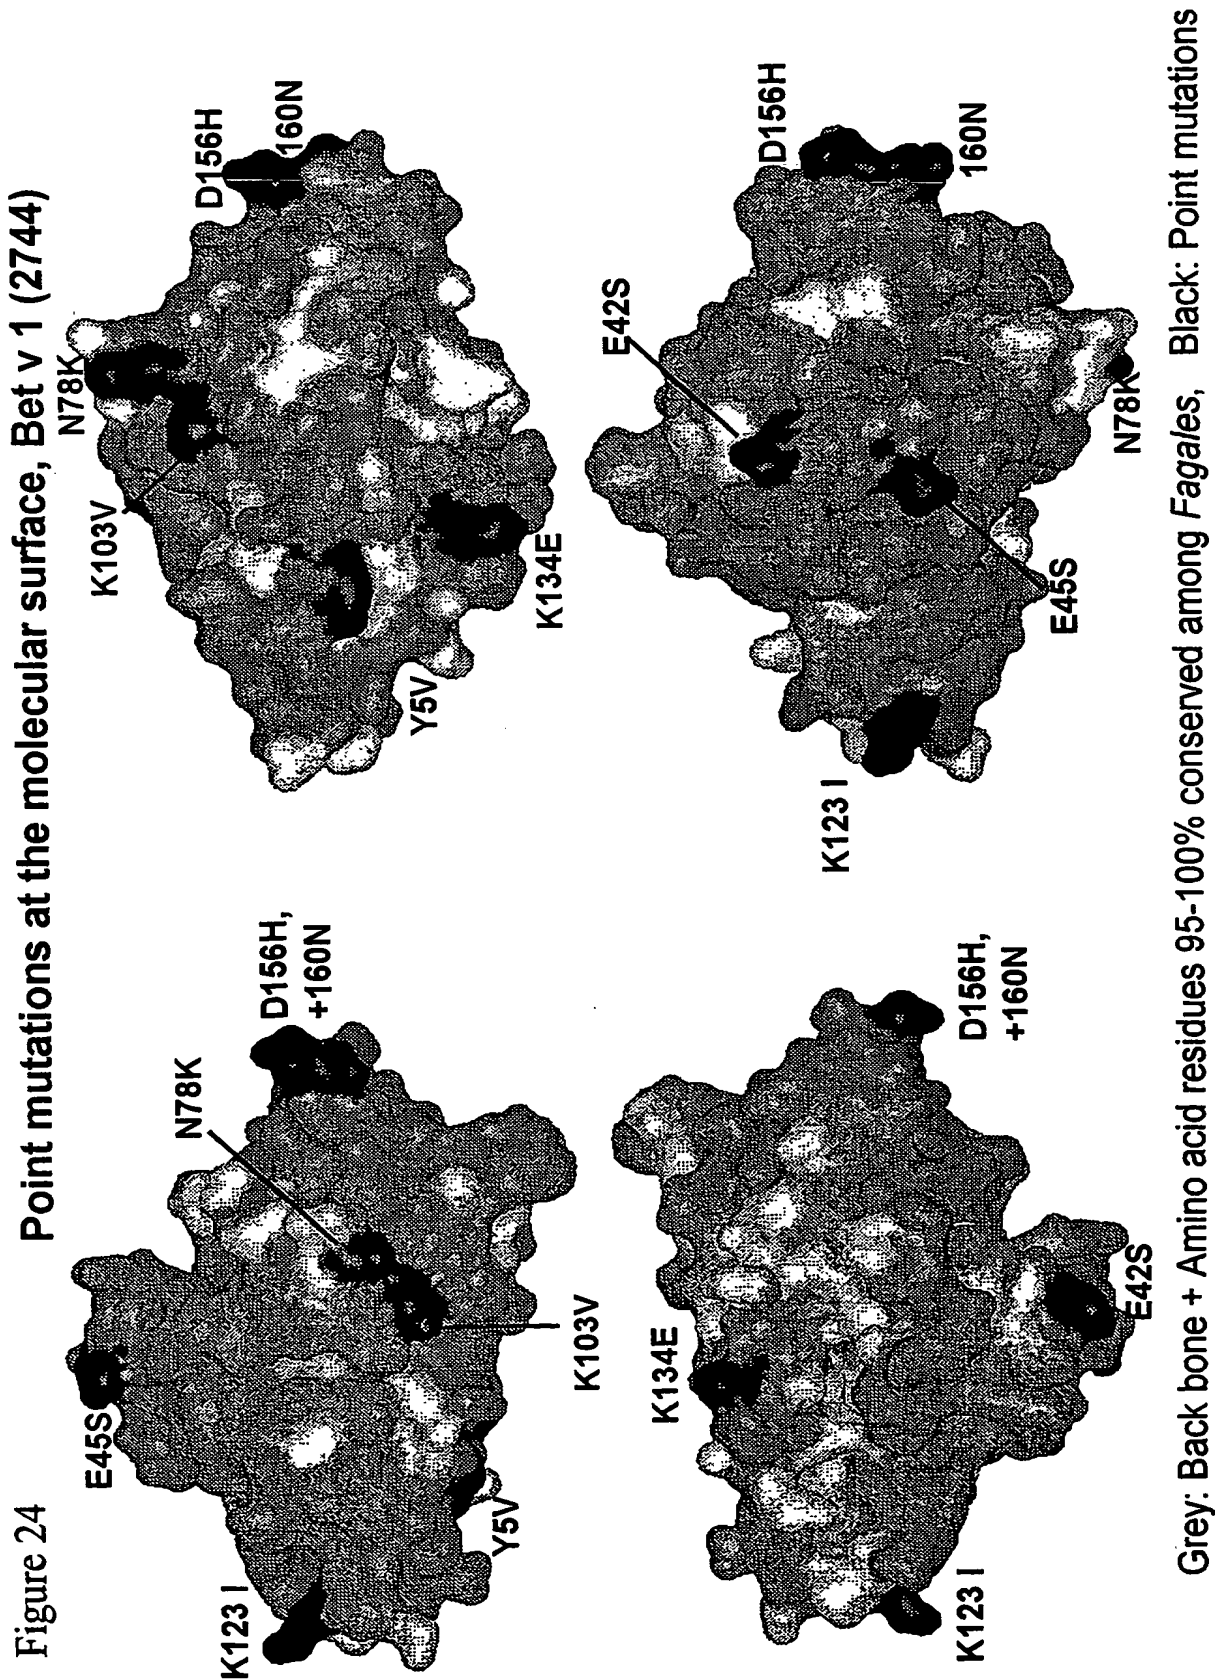 Figure 24
Point mutations at the molecular surface, Bet v 1 (2744)
E45S
N78K
K123 I
D156H,
+160N
Y5V
K103V
N78K
K103V
D156H
160N
Y5V
K134E
K134E
D156H,
+160N
K123 I
E42S
E42S
D156H
K123 I
160N
E45S
N78K
Grey: Back bone + Amino acid residues 95-100% conserved among Fagales, Black: Point mutations